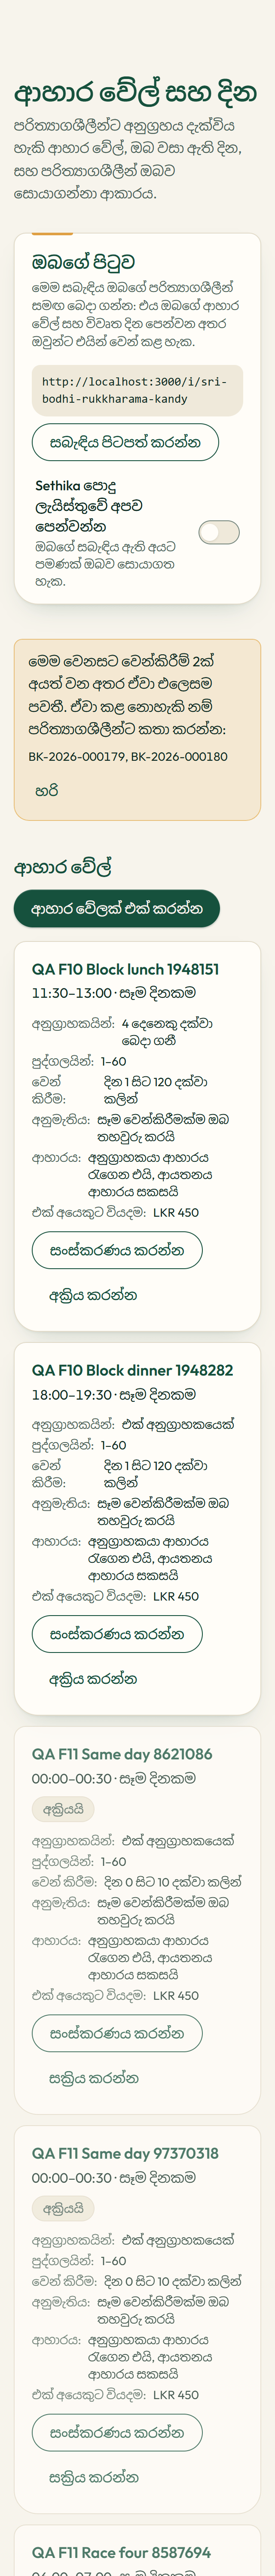 ආහාර වේල් සහ දින
පරිත්‍යාගශීලීන්ට අනුග්‍රහය දැක්විය
හැකි ආහාර වේල්, ඔබ වසා ඇති දින,
සහ පරිත්‍යාගශීලීන් ඔබව
සොයාගන්නා ආකාරය.
ඔබගේ පිටුව
මෙම සබැඳිය ඔබගේ පරිත්‍යාගශීලීන්
සමඟ බෙදා ගන්න: එය ඔබගේ ආහාර
වේල් සහ විවෘත දින පෙන්වන අතර
ඔවුන්ට එයින් වෙන් කළ හැක.
http://localhost:3000/i/sri-
bodhi-rukkharama-kandy
සබැඳිය පිටපත් කරන්න
Sethika පොදු
ලැයිස්තුවේ අපව
පෙන්වන්න
ඔබගේ සබැඳිය ඇති අයට
පමණක් ඔබව සොයාගත
හැක.
මෙම වෙනසට වෙන්කිරීම් 2ක්
අයත් වන අතර ඒවා එලෙසම
පවතී. ඒවා කළ නොහැකි නම්
පරිත්‍යාගශීලීන්ට කතා කරන්න:
BK-2026-000179, BK-2026-000180
හරි
ආහාර වේල්
ආහාර වේලක් එක් කරන්න
QA F10 Block lunch 1948151
11:30–13:00 · සෑම දිනකම
අනුග්‍රාහකයින්: 4 දෙනෙකු දක්වා
බෙදා ගනී
පුද්ගලයින්: 1–60
වෙන් කිරීම්: දින 1 සිට 120 දක්වා
කලින්
අනුමැතිය: සෑම වෙන්කිරීමක්ම ඔබ
තහවුරු කරයි
ආහාරය: අනුග්‍රාහකයා ආහාරය
රැගෙන එයි, ආයතනය
ආහාරය සකසයි
එක් අයෙකුට වියදම: LKR 450
සංස්කරණය කරන්න
අක්‍රිය කරන්න
QA F10 Block dinner 1948282
18:00–19:30 · සෑම දිනකම
අනුග්‍රාහකයින්: එක් අනුග්‍රාහකයෙක්
පුද්ගලයින්: 1–60
වෙන් කිරීම්: දින 1 සිට 120 දක්වා
කලින්
අනුමැතිය: සෑම වෙන්කිරීමක්ම ඔබ
තහවුරු කරයි
ආහාරය: අනුග්‍රාහකයා ආහාරය
රැගෙන එයි, ආයතනය
ආහාරය සකසයි
එක් අයෙකුට වියදම: LKR 450
සංස්කරණය කරන්න
අක්‍රිය කරන්න
QA F11 Same day 8621086
00:00–00:30 · සෑම දිනකම
අක්‍රියයි
අනුග්‍රාහකයින්: එක් අනුග්‍රාහකයෙක්
පුද්ගලයින්: 1–60
වෙන් කිරීම්: දින 0 සිට 10 දක්වා කලින්
අනුමැතිය: සෑම වෙන්කිරීමක්ම ඔබ
තහවුරු කරයි
ආහාරය: අනුග්‍රාහකයා ආහාරය
රැගෙන එයි, ආයතනය
ආහාරය සකසයි
එක් අයෙකුට වියදම: LKR 450
සංස්කරණය කරන්න
සක්‍රිය කරන්න
QA F11 Same day 97370318
00:00–00:30 · සෑම දිනකම
අක්‍රියයි
අනුග්‍රාහකයින්: එක් අනුග්‍රාහකයෙක්
පුද්ගලයින්: 1–60
වෙන් කිරීම්: දින 0 සිට 10 දක්වා කලින්
අනුමැතිය: සෑම වෙන්කිරීමක්ම ඔබ
තහවුරු කරයි
ආහාරය: අනුග්‍රාහකයා ආහාරය
රැගෙන එයි, ආයතනය
ආහාරය සකසයි
එක් අයෙකුට වියදම: LKR 450
සංස්කරණය කරන්න
සක්‍රිය කරන්න
QA F11 Race four 8587694